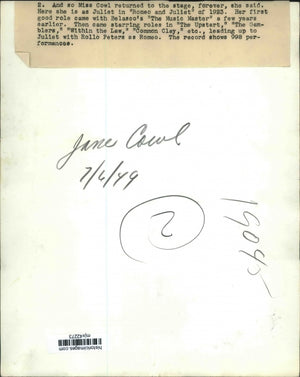 2. And so Miss Cowl returned to the stage, forever, she said.
Here she is as Juliet in "Romeo and Juliet" of 1923. Her first
good role came with Belasco's "The Music Master" a few years
earlier. Then came starring roles in "The Upstart," "The Gam-
blers," "Within the Law," "Common Clay," etc., leading up to
Juliet with Rollo Peters as Romeo. The record shows 998 per-
formances.
Jane Cowl
7/6/49
2
19045
historicimages.com